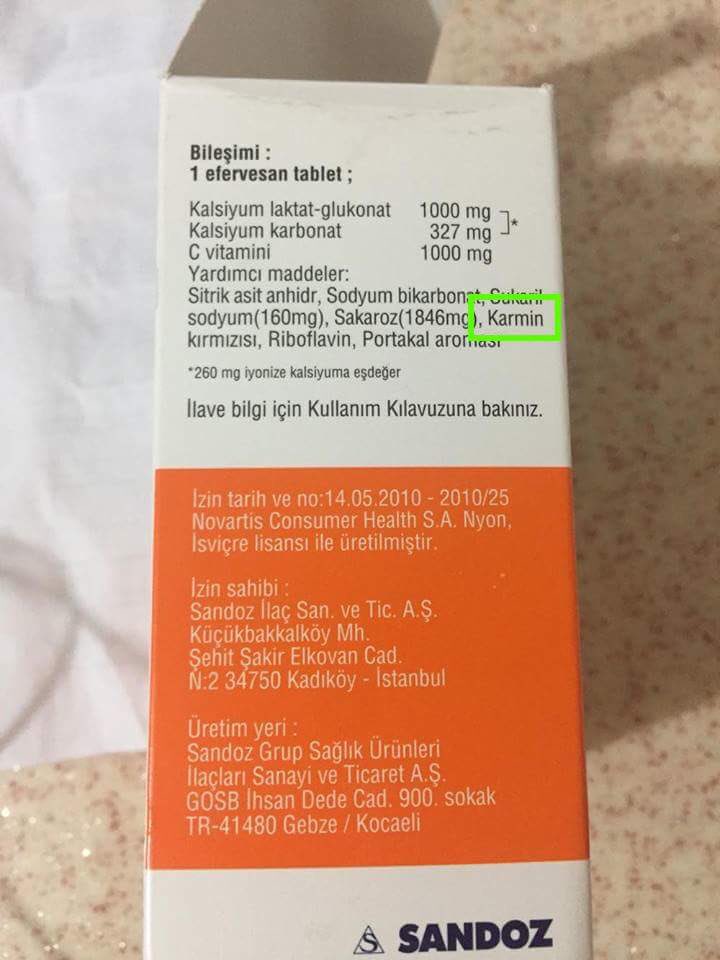 Bileşimi :
1 efervesan tablet ;
Kalsiyum laktat-glukonat 1000 mg
Kalsiyum karbonat 327 mg *
C vitamini 1000 mg
Yardımcı maddeler:
Sitrik asit anhidr, Sodyum bikarbonat, Sukaril
sodyum(160mg), Sakaroz(1846mg), Karmin
kırmızısı, Riboflavin, Portakal aroması
*260 mg iyonize kalsiyuma eşdeğer
İlave bilgi için Kullanım Kılavuzuna bakınız.
İzin tarih ve no:14.05.2010 - 2010/25
Novartis Consumer Health S.A. Nyon,
İsviçre lisansı ile üretilmiştir.
İzin sahibi :
Sandoz İlaç San. ve Tic. A.Ş.
Küçükbakkalköy Mh.
Şehit Şakir Elkovan Cad.
N:2 34750 Kadıköy - İstanbul
Üretim yeri :
Sandoz Grup Sağlık Ürünleri
İlaçları Sanayi ve Ticaret A.Ş.
GOSB İhsan Dede Cad. 900. sokak
TR-41480 Gebze / Kocaeli
SANDOZ